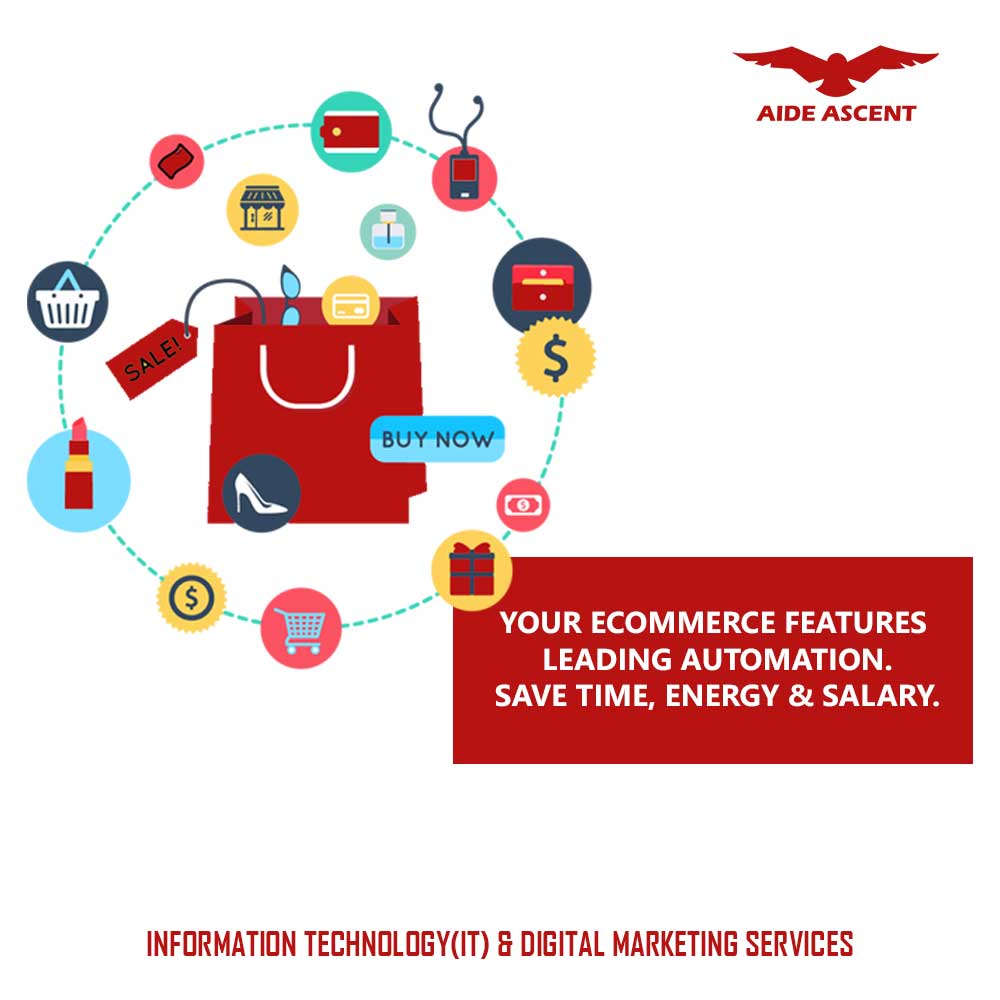 AIDE ASCENT
SALE!
$
BUY NOW
$
$
YOUR ECOMMERCE FEATURES
LEADING AUTOMATION.
SAVE TIME, ENERGY & SALARY.
INFORMATION TECHNOLOGY(IT) & DIGITAL MARKETING SERVICES